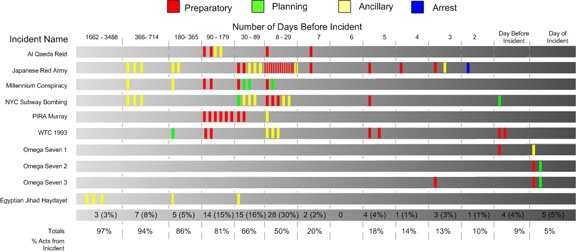 Preparatory Planning Ancillary Arrest
Number of Days Before Incident
Incident Name 1662 - 3488 366- 714 180- 365 90 - 179 30 - 89 8 - 20 7 6 5 4 3 2 Day Before Incident Day of Incident
Al Qaeda Reid
Japanese Red Army
Millennium Conspiracy
NYC Subway Bombing
PIRA Murray
WTC 1993
Omega Seven 1
Omega Seven 2
Omega Seven 3
Egyptian Jihad Haydayet
3 (3%) 7 (8%) 5 (5%) 14 (15%) 15 (16%) 28 (30%) 2 (2%) 0 4 (4%) 1 (1%) 3 (3%) 1 (1%) 4 (4%) 5 (5%)
Totals 97% 94% 86% 81% 66% 50% 20% 18% 14% 13% 10% 9% 5%
% Acts from
Incident